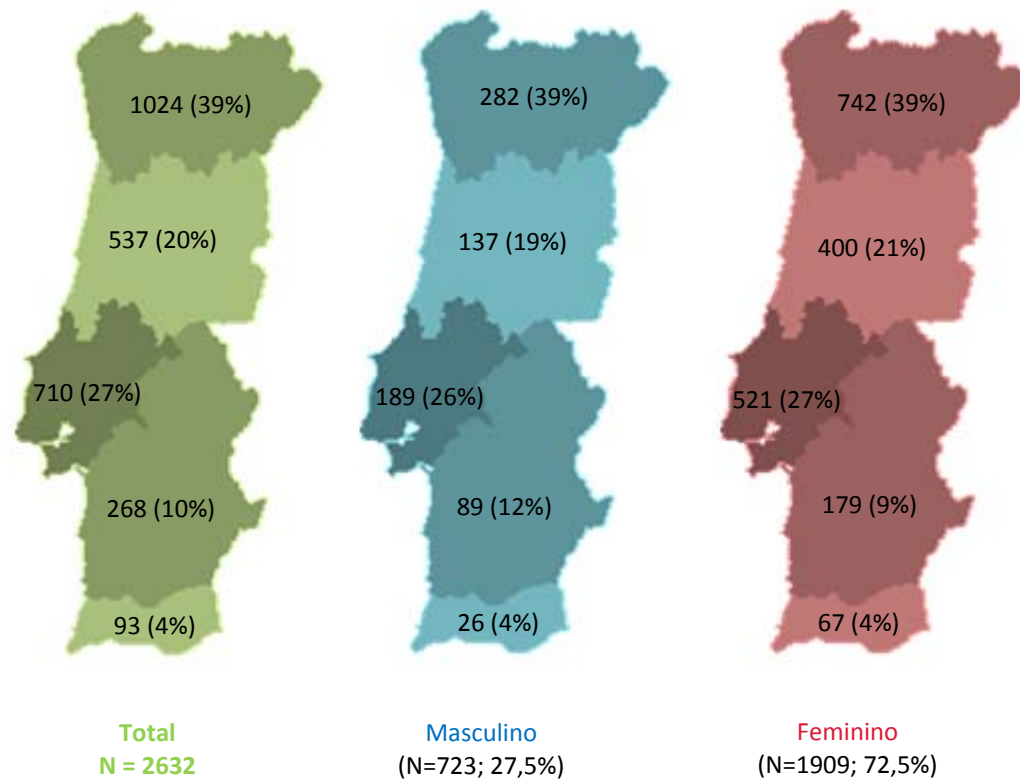 1024 (39%)
537 (20%)
710 (27%)
268 (10%)
93 (4%)
Total
N = 2632
282 (39%)
137 (19%)
189 (26%)
89 (12%)
26 (4%)
Masculino
(N=723; 27,5%)
742 (39%)
400 (21%)
521 (27%)
179 (9%)
67 (4%)
Feminino
(N=1909; 72,5%)